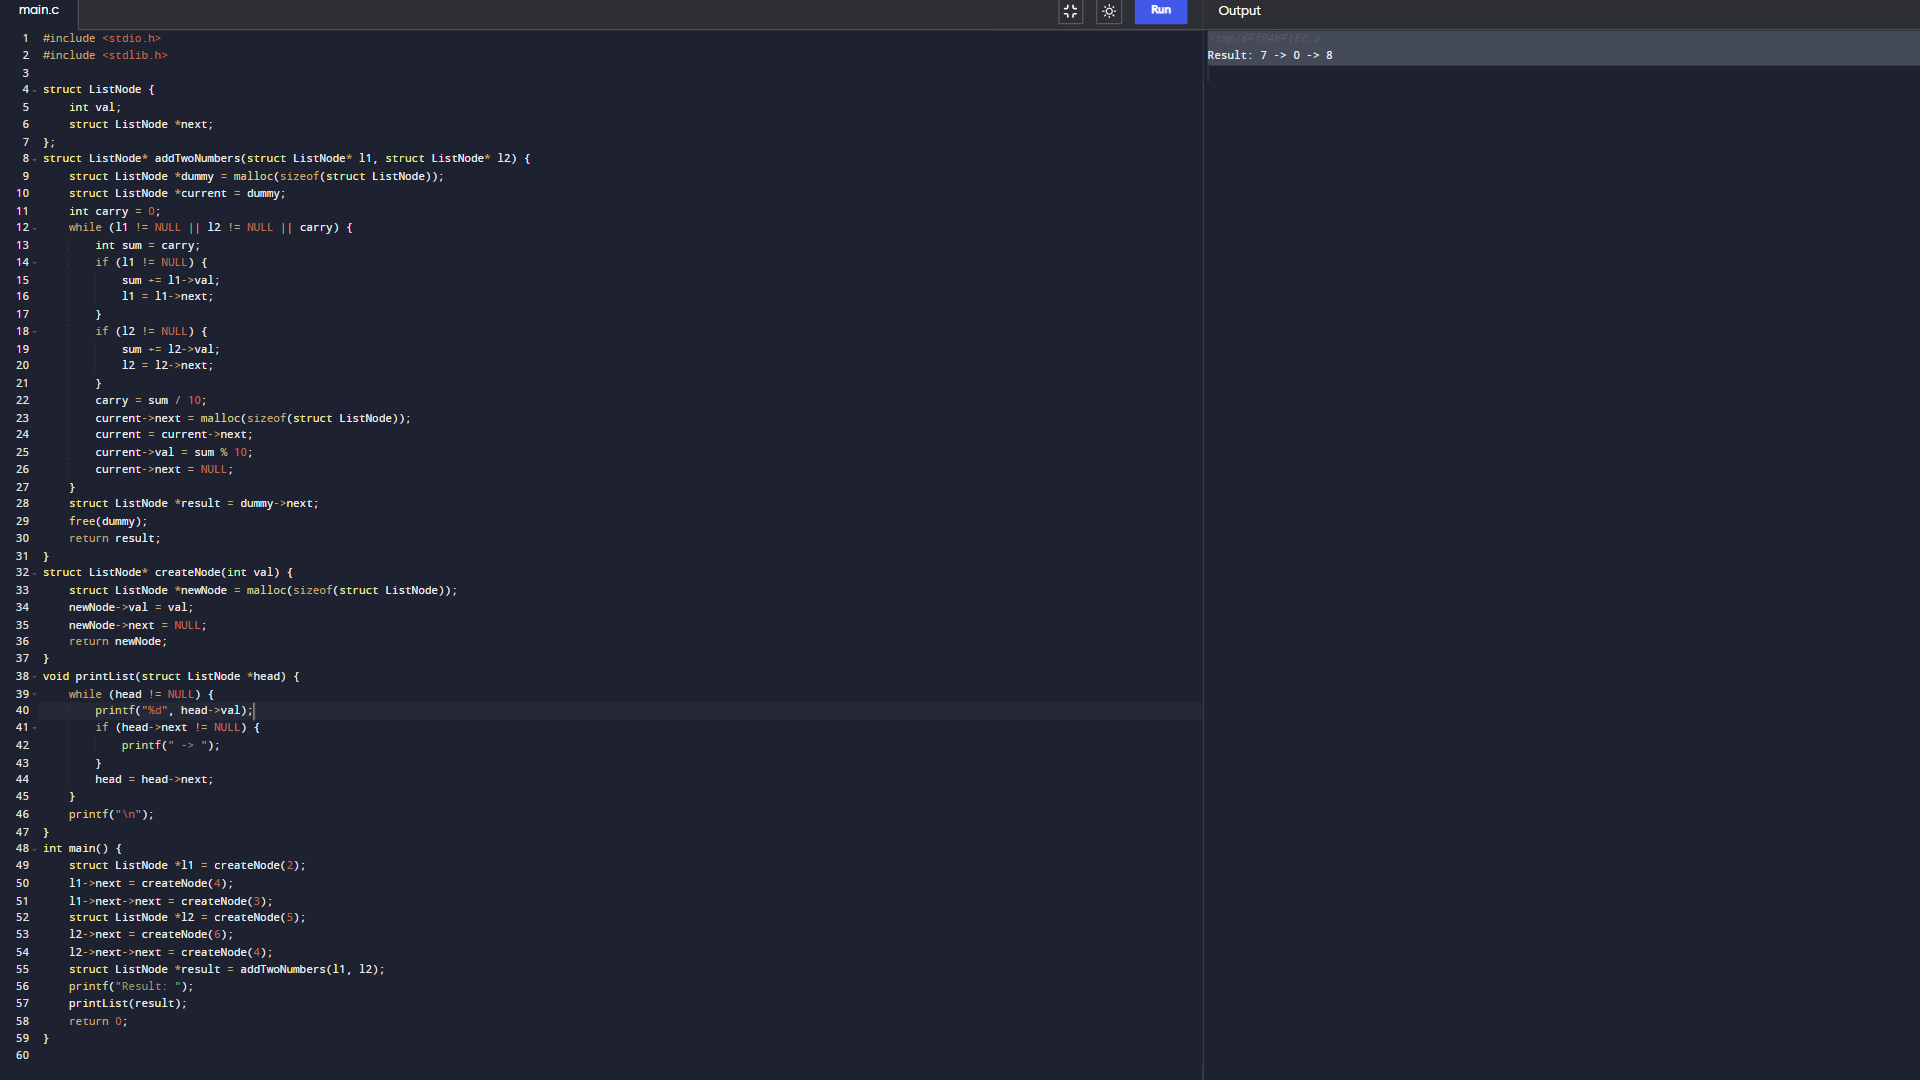 main.c
Run
Output
1 #include <stdio.h>
2 #include <stdlib.h>
3
4 struct ListNode {
5     int val;
6     struct ListNode *next;
7 };
8 struct ListNode* addTwoNumbers(struct ListNode* l1, struct ListNode* l2) {
9     struct ListNode *dummy = malloc(sizeof(struct ListNode));
10     struct ListNode *current = dummy;
11     int carry = 0;
12     while (l1 != NULL || l2 != NULL || carry) {
13         int sum = carry;
14         if (l1 != NULL) {
15             sum += l1->val;
16             l1 = l1->next;
17         }
18         if (l2 != NULL) {
19             sum += l2->val;
20             l2 = l2->next;
21         }
22         carry = sum / 10;
23         current->next = malloc(sizeof(struct ListNode));
24         current = current->next;
25         current->val = sum % 10;
26         current->next = NULL;
27     }
28     struct ListNode *result = dummy->next;
29     free(dummy);
30     return result;
31 }
32 struct ListNode* createNode(int val) {
33     struct ListNode *newNode = malloc(sizeof(struct ListNode));
34     newNode->val = val;
35     newNode->next = NULL;
36     return newNode;
37 }
38 void printList(struct ListNode *head) {
39     while (head != NULL) {
40         printf("%d", head->val);
41         if (head->next != NULL) {
42             printf(" -> ");
43         }
44         head = head->next;
45     }
46     printf("\n");
47 }
48 int main() {
49     struct ListNode *l1 = createNode(2);
50     l1->next = createNode(4);
51     l1->next->next = createNode(3);
52     struct ListNode *l2 = createNode(5);
53     l2->next = createNode(6);
54     l2->next->next = createNode(4);
55     struct ListNode *result = addTwoNumbers(l1, l2);
56     printf("Result: ");
57     printList(result);
58     return 0;
59 }
60
Result: 7 -> 0 -> 8